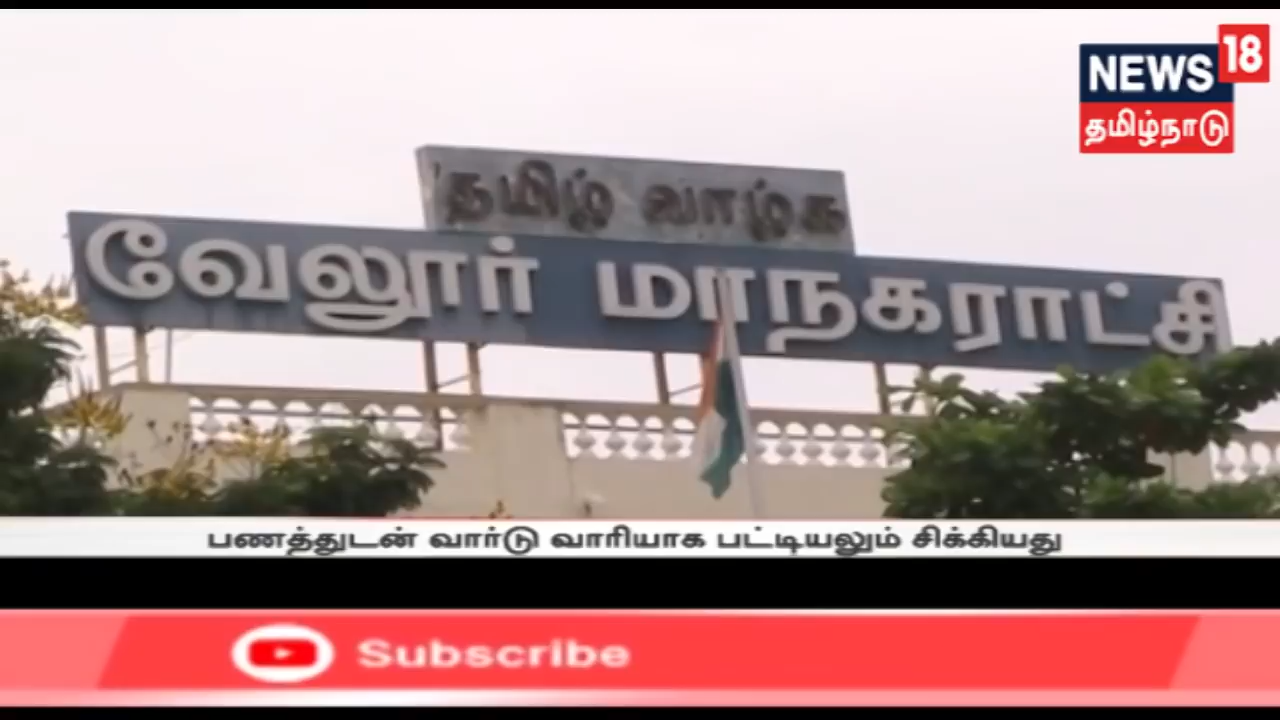 NEWS 18
தமிழ்நாடு
தமிழ் வாழ்க
வேலூர் மாநகராட்சி
பணத்துடன் வார்டு வாரியாக பட்டியலும் சிக்கியது
Subscribe